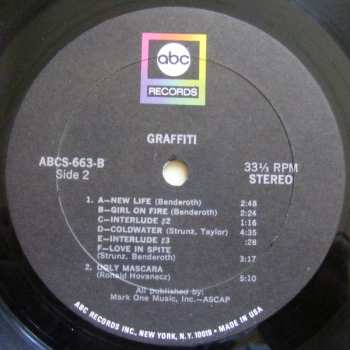 abc
RECORDS
GRAFFITI
ABCS-663-B
Side 2
33⅓ RPM
STEREO
1. A—NEW LIFE (Benderoth) 2:48
B—GIRL ON FIRE (Benderoth) 2:24
C—INTERLUDE #2 1:16
D—COLDWATER (Strunz, Taylor) 4:35
E—INTERLUDE #3 :28
F—LOVE IN SPITE
(Strunz, Benderoth) 3:17
2. UGLY MASCARA
(Ronald Hovanecz) 5:10
All published by:
Mark One Music, Inc.—ASCAP
ABC RECORDS INC., NEW YORK, N.Y. 10019 • MADE IN USA